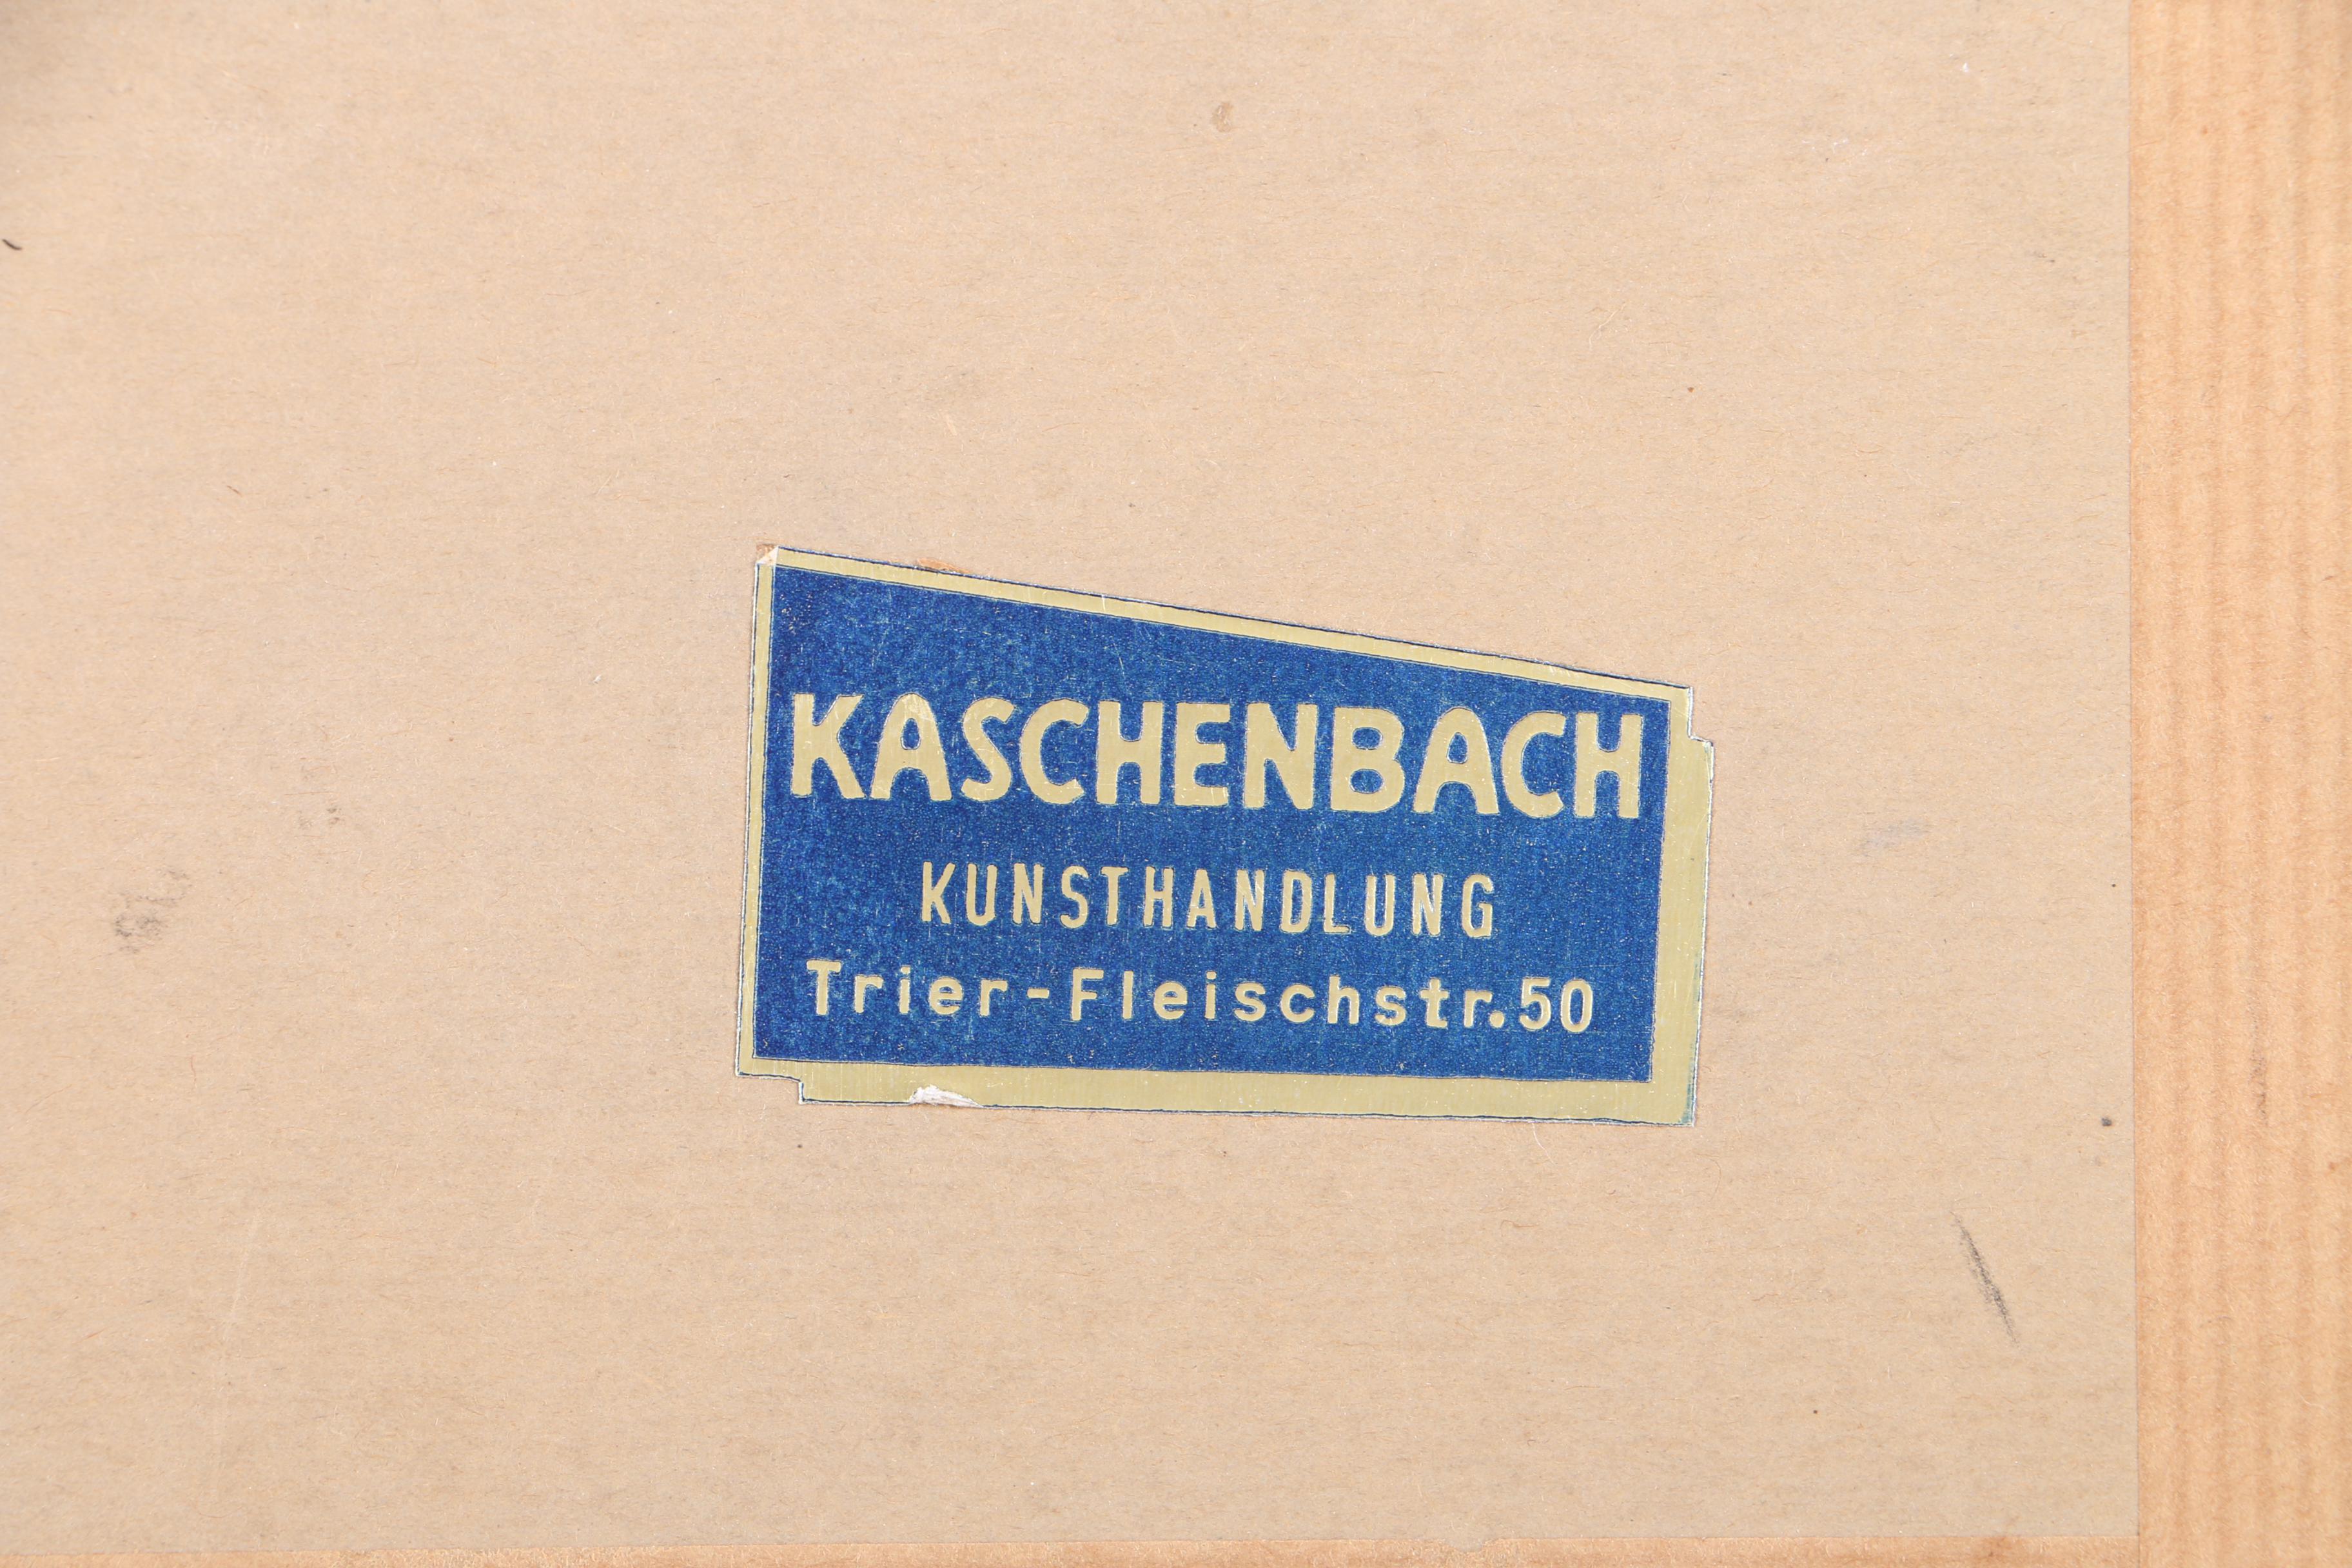 KASCHENBACH
KUNSTHANDLUNG
Trier-Fleischstr.50